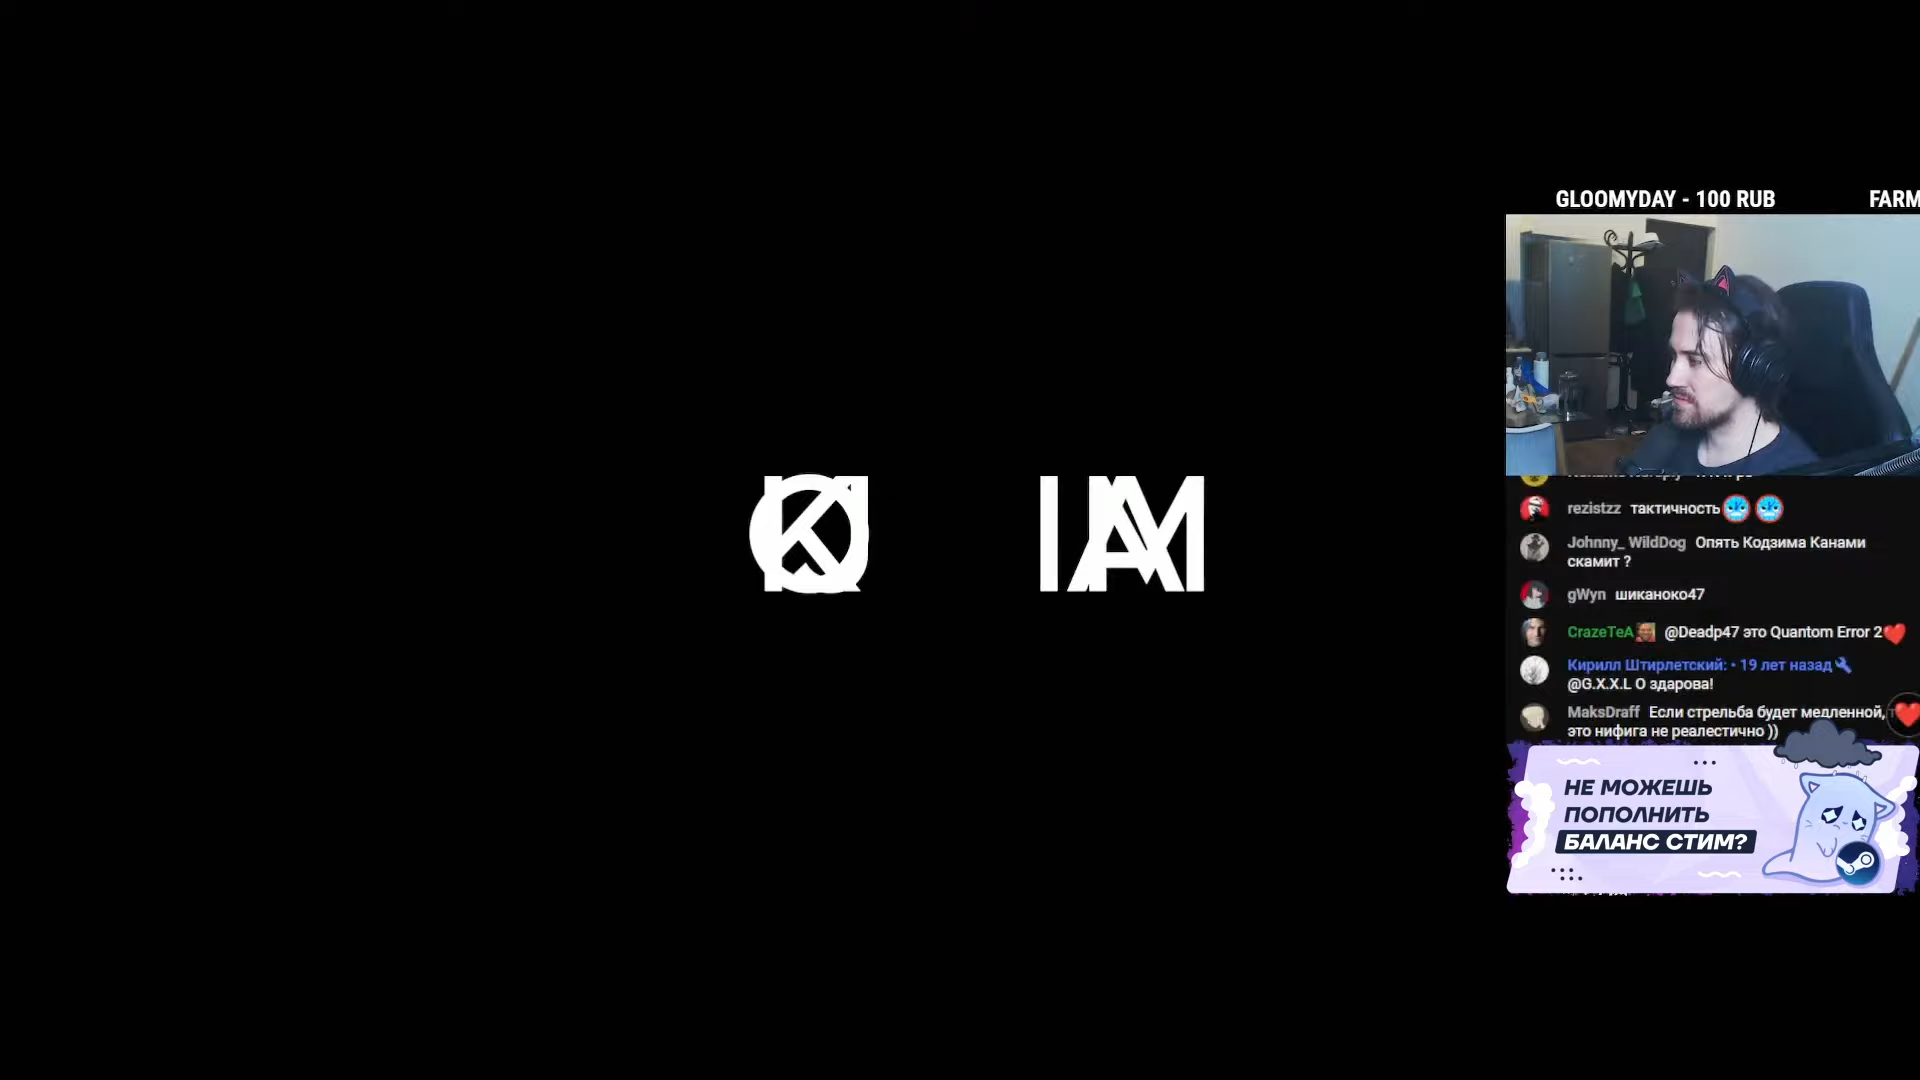 GLOOMYDAY - 100 RUB FARM
rezistzz тактичность
Johnny_ WildDog Опять Кодзима Канами
скамит ?
gWyn шиканоко47
CrazeTeA @Deadp47 это Quantom Error 2
Кирилл Штирлетский: • 19 лет назад
@G.X.X.L О здарова!
MaksDraff Если стрельба будет медленной,
это нифига не реалестично ))
НЕ МОЖЕШЬ
ПОПОЛНИТЬ
БАЛАНС СТИМ?